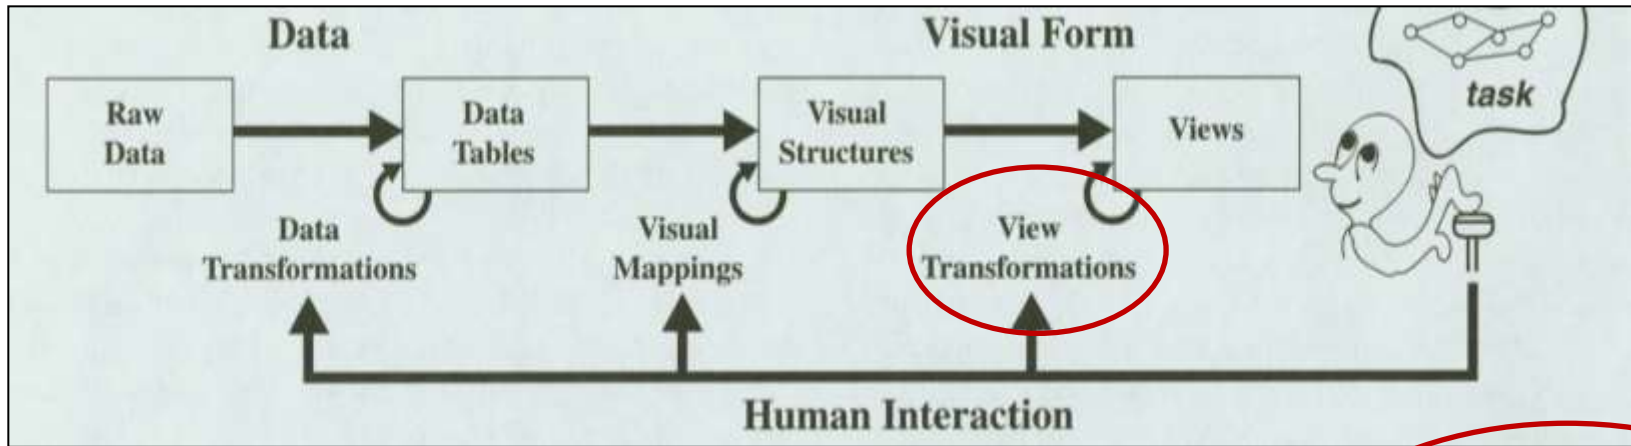 Data
Visual Form
task
Raw
Data
Data
Tables
Visual
Structures
Views
Data
Transformations
Visual
Mappings
View
Transformations
Human Interaction